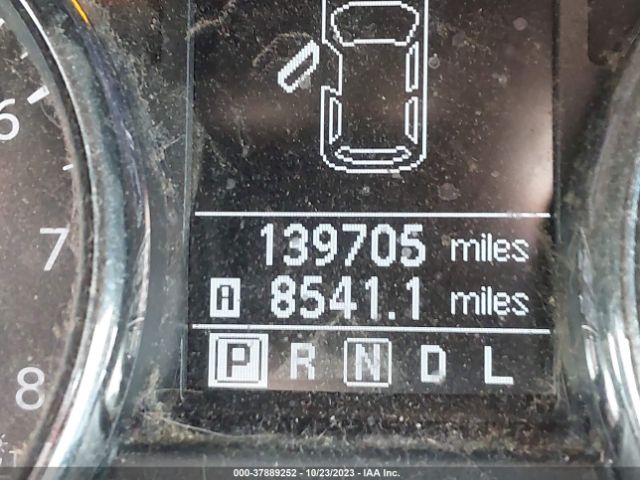 6
7
8
139705 miles
A 8541.1 miles
P R N D L
000-37889252 - 10/23/2023 - IAA Inc.